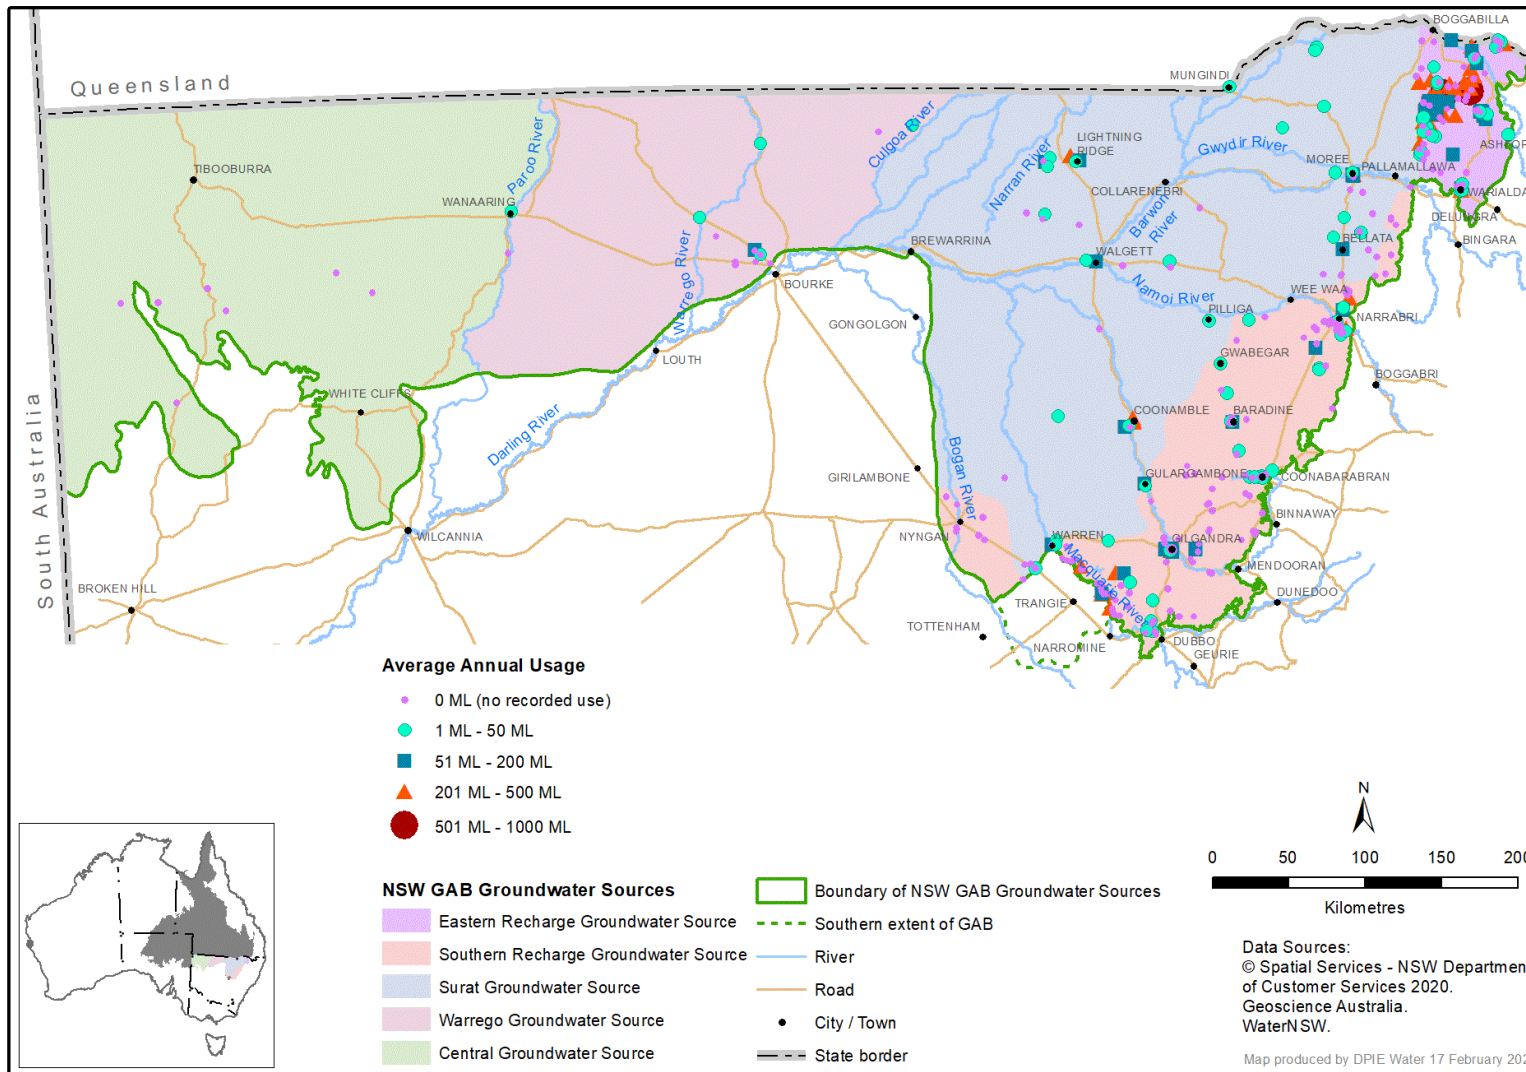 BOGGABILLA
Queensland
MUNGINDI
Culgoa River
LIGHTNING
RIDGE
Gwydir River
ASHFOR
Paroo River
Narran River
MOREE
PALLAMALLAWA
TIBOOBURRA
COLLARENEBRI
WARIALDA
WANAARING
Barwon
River
DELUNGRA
BREWARRINA
BELLATA
BINGARA
WALGETT
Warrego River
BOURKE
Namoi River
WEE WAA
PILLIGA
GONGOLGON
NARRABRI
LOUTH
GWABEGAR
BOGGABRI
WHITE CLIFFS
South Australia
COONAMBLE
BARADINE
Darling River
Bogan River
GIRILAMBONE
GULARGAMBONE
COONABARABRAN
BINNAWAY
WILCANNIA
NYNGAN
WARREN
GILGANDRA
Macquarie River
MENDOORAN
BROKEN HILL
TRANGIE
DUNEDOO
TOTTENHAM
NARROMINE
DUBBO
GEURIE
Average Annual Usage
0 ML (no recorded use)
1 ML - 50 ML
51 ML - 200 ML
201 ML - 500 ML
501 ML - 1000 ML
N
0 50 100 150 200
Kilometres
NSW GAB Groundwater Sources
Eastern Recharge Groundwater Source
Southern Recharge Groundwater Source
Surat Groundwater Source
Warrego Groundwater Source
Central Groundwater Source
Boundary of NSW GAB Groundwater Sources
Southern extent of GAB
River
Road
City / Town
State border
Data Sources:
© Spatial Services - NSW Departmen
of Customer Services 2020.
Geoscience Australia.
WaterNSW.
Map produced by DPIE Water 17 February 202